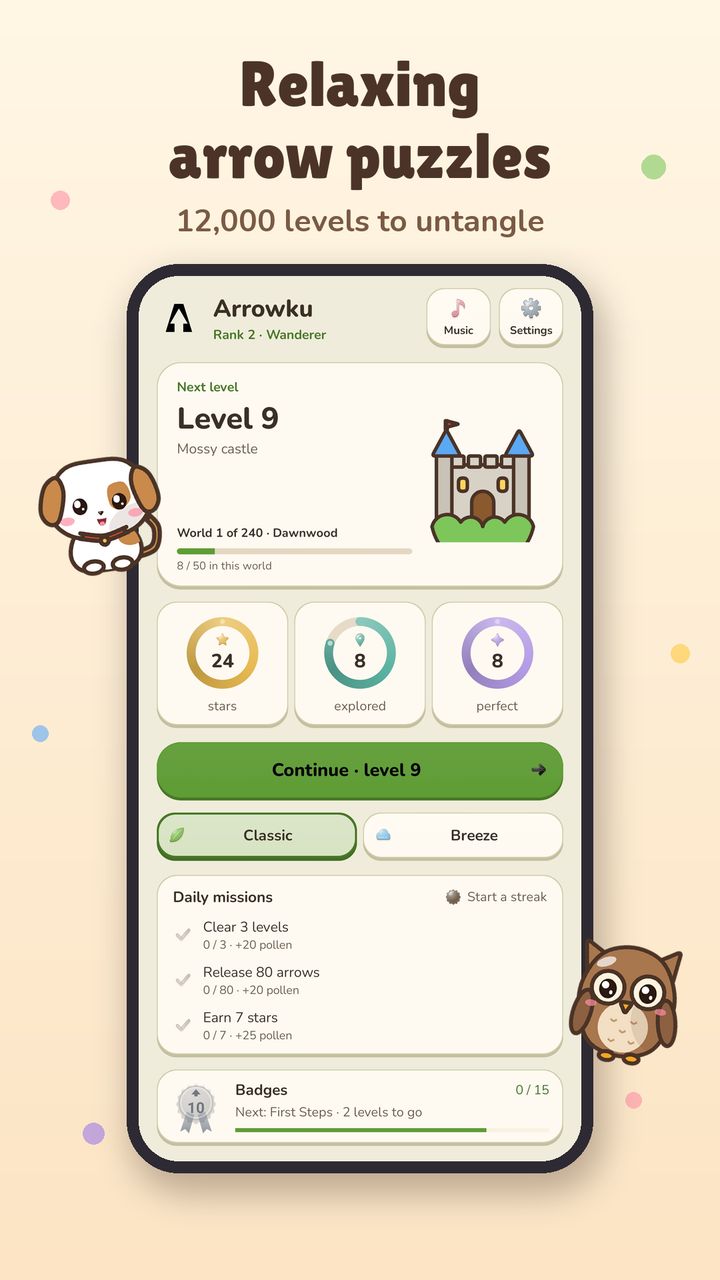 Relaxing
arrow puzzles
12,000 levels to untangle
Arrowku
Rank 2 · Wanderer
Music
Settings
Next level
Level 9
Mossy castle
World 1 of 240 · Dawnwood
8 / 50 in this world
24
stars
8
explored
8
perfect
Continue · level 9
Classic
Breeze
Daily missions
Start a streak
Clear 3 levels
0 / 3 · +20 pollen
Release 80 arrows
0 / 80 · +20 pollen
Earn 7 stars
0 / 7 · +25 pollen
10
Badges
0 / 15
Next: First Steps · 2 levels to go